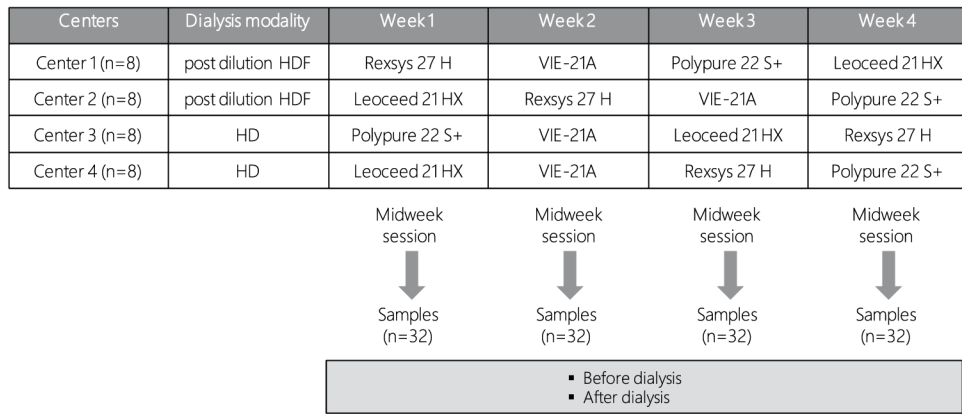 Centers Dialysis modality Week 1 Week 2 Week 3 Week 4
Center 1 (n=8) post dilution HDF Rexsys 27 H VIE-21A Polypure 22 S+ Leoceed 21 HX
Center 2 (n=8) post dilution HDF Leoceed 21 HX Rexsys 27 H VIE-21A Polypure 22 S+
Center 3 (n=8) HD Polypure 22 S+ VIE-21A Leoceed 21 HX Rexsys 27 H
Center 4 (n=8) HD Leoceed 21 HX VIE-21A Rexsys 27 H Polypure 22 S+
Midweek Midweek Midweek Midweek
session session session session
Samples Samples Samples Samples
(n=32) (n=32) (n=32) (n=32)
▪ Before dialysis
▪ After dialysis